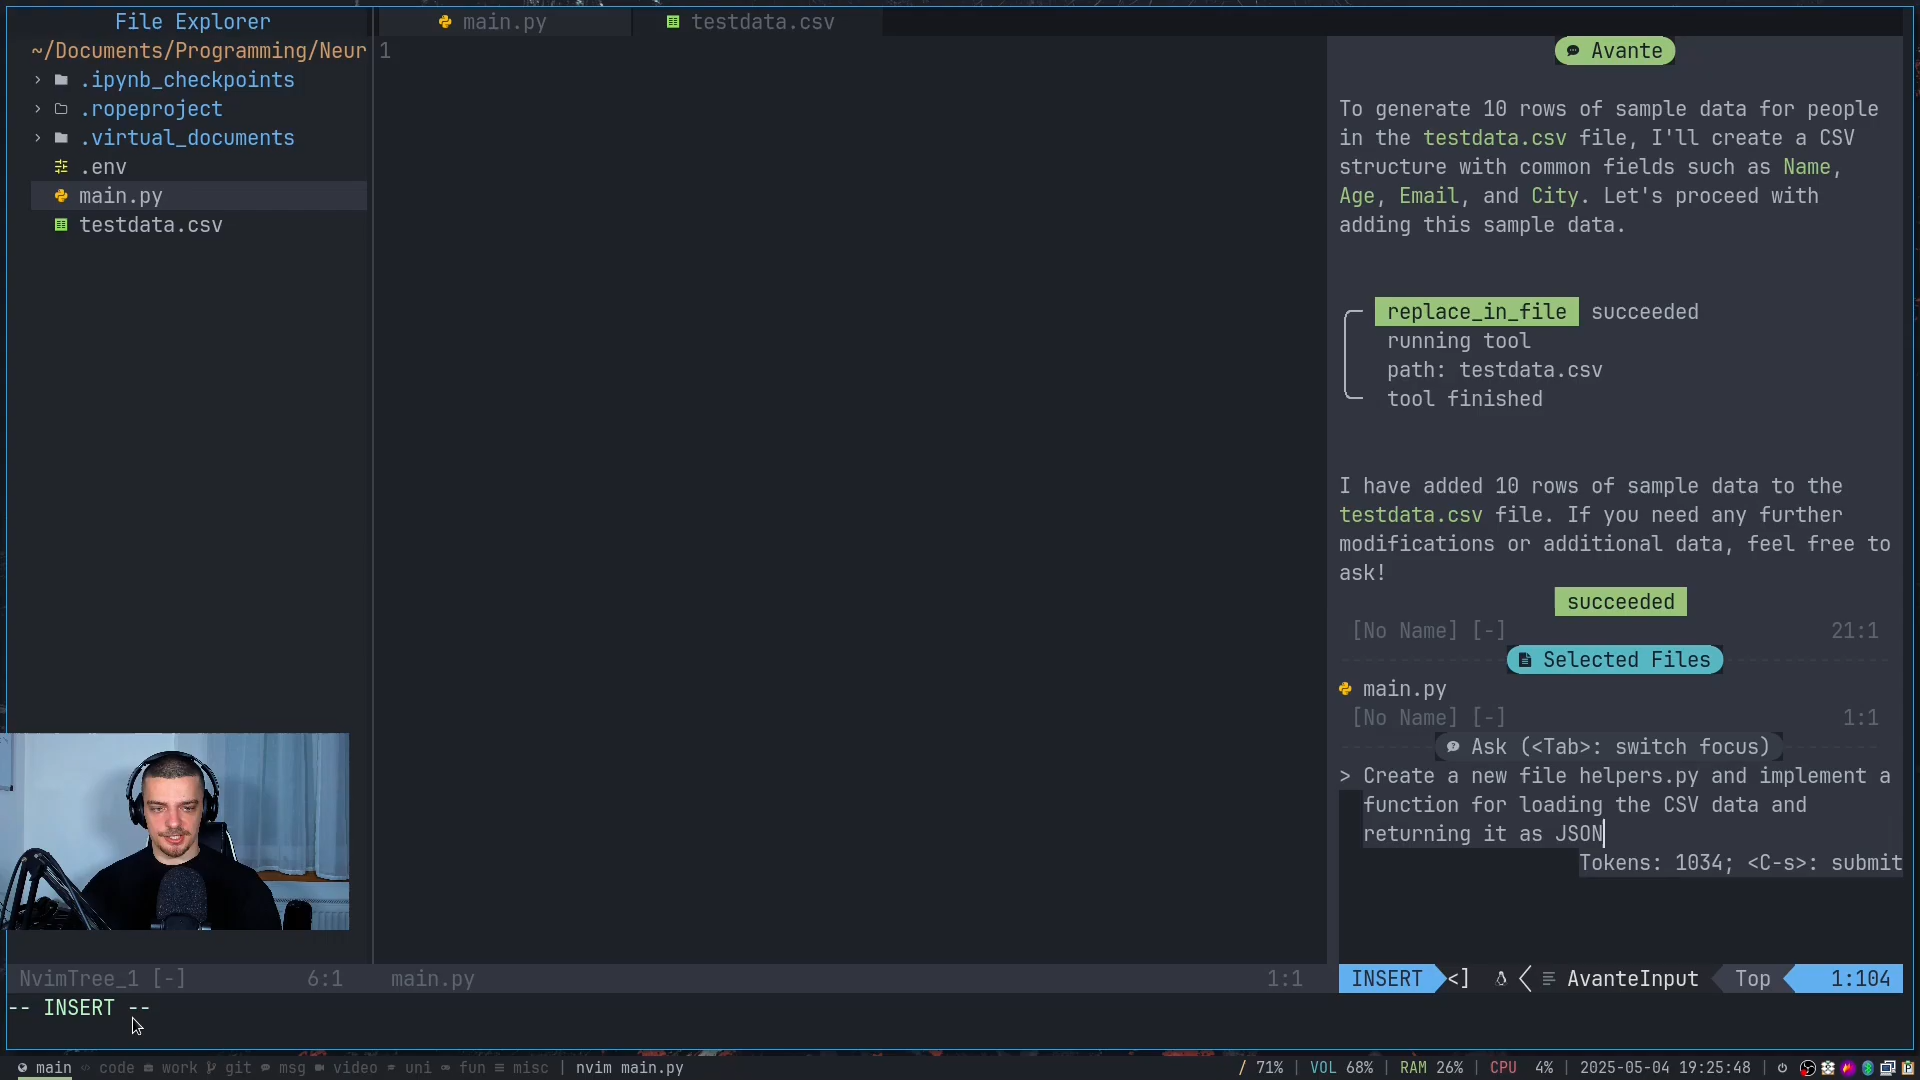 File Explorer
~/Documents/Programming/Neur
.ipynb_checkpoints
.ropeproject
.virtual_documents
.env
main.py
testdata.csv
main.py
testdata.csv
1
Avante
To generate 10 rows of sample data for people
in the testdata.csv file, I'll create a CSV
structure with common fields such as Name,
Age, Email, and City. Let's proceed with
adding this sample data.
replace_in_file succeeded
running tool
path: testdata.csv
tool finished
I have added 10 rows of sample data to the
testdata.csv file. If you need any further
modifications or additional data, feel free to
ask!
succeeded
[No Name] [-] 21:1
Selected Files
main.py
[No Name] [-] 1:1
Ask (<Tab>: switch focus)
> Create a new file helpers.py and implement a
function for loading the CSV data and
returning it as JSON
Tokens: 1034; <C-s>: submit
NvimTree_1 [-] 6:1
main.py 1:1
INSERT <] AvanteInput Top 1:104
-- INSERT --
main code work git msg video uni fun misc | nvim main.py
/ 71% | VOL 68% | RAM 26% | CPU 4% | 2025-05-04 19:25:48 |